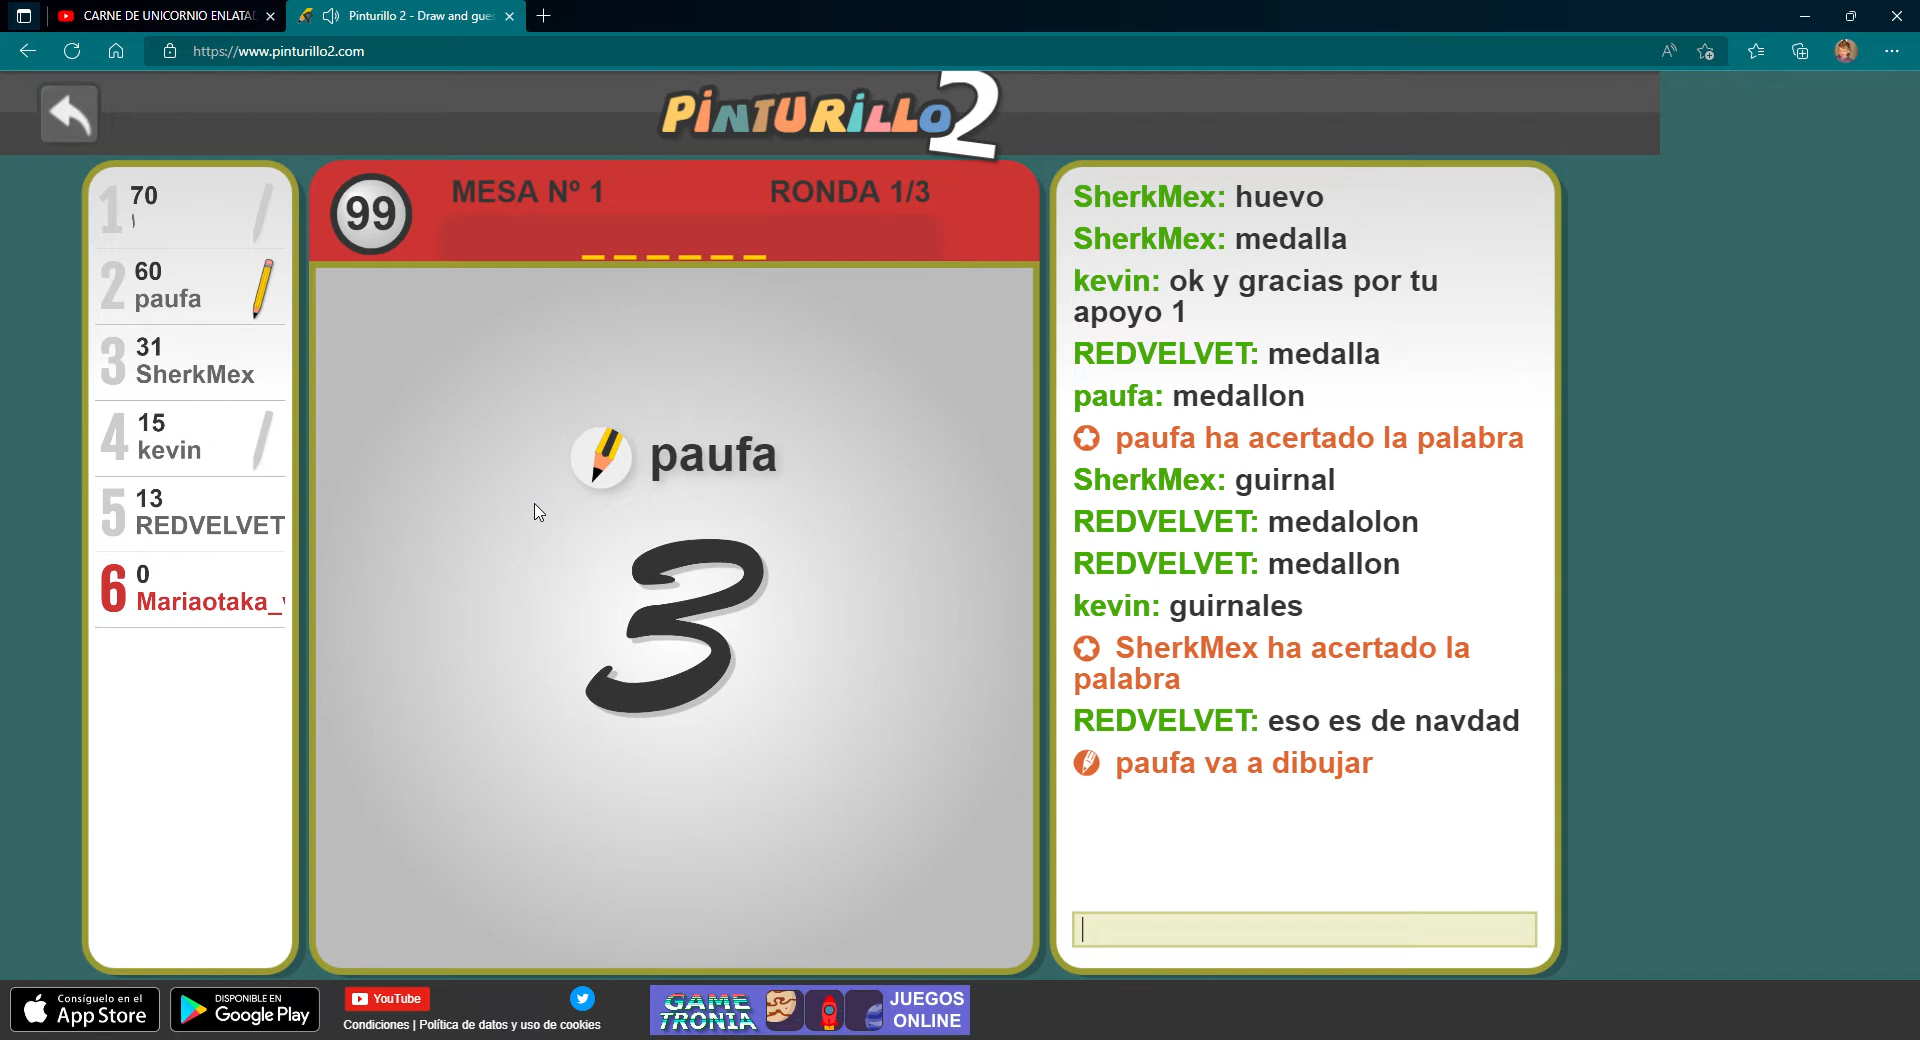 CARNE DE UNICORNIO ENLATAD
Pinturillo 2 - Draw and gues
https://www.pinturillo2.com
PiNTURiLLo 2
1 70
2 60
paufa
3 31
SherkMex
4 15
kevin
5 13
REDVELVET
6 0
Mariaotaka_
99
MESA Nº 1
RONDA 1/3
paufa
3
SherkMex: huevo
SherkMex: medalla
kevin: ok y gracias por tu
apoyo 1
REDVELVET: medalla
paufa: medallon
paufa ha acertado la palabra
SherkMex: guirnal
REDVELVET: medalolon
REDVELVET: medallon
kevin: guirnales
SherkMex ha acertado la
palabra
REDVELVET: eso es de navdad
paufa va a dibujar
Consíguelo en el
App Store
DISPONIBLE EN
Google Play
YouTube
Condiciones | Política de datos y uso de cookies
GAME
TRONIA
JUEGOS
ONLINE